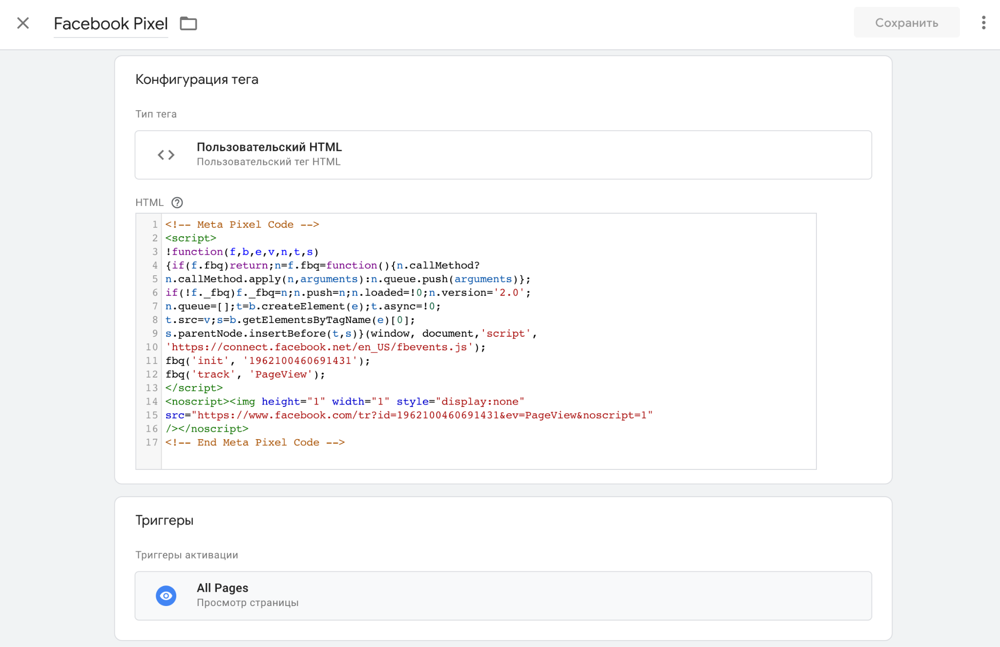 Facebook Pixel
Сохранить
Конфигурация тега
Тип тега
Пользовательский HTML
Пользовательский тег HTML
HTML
1 <!-- Meta Pixel Code -->
2 <script>
3 !function(f,b,e,v,n,t,s)
4 {if(f.fbq)return;n=f.fbq=function(){n.callMethod?
5 n.callMethod.apply(n,arguments):n.queue.push(arguments)};
6 if(!f._fbq)f._fbq=n;n.push=n;n.loaded=!0;n.version='2.0';
7 n.queue=[];t=b.createElement(e);t.async=!0;
8 t.src=v;s=b.getElementsByTagName(e)[0];
9 s.parentNode.insertBefore(t,s)}(window, document,'script',
10 'https://connect.facebook.net/en_US/fbevents.js');
11 fbq('init', '1962100460691431');
12 fbq('track', 'PageView');
13 </script>
14 <noscript><img height="1" width="1" style="display:none"
15 src="https://www.facebook.com/tr?id=1962100460691431&ev=PageView&noscript=1"
16 /></noscript>
17 <!-- End Meta Pixel Code -->
Триггеры
Триггеры активации
All Pages
Просмотр страницы